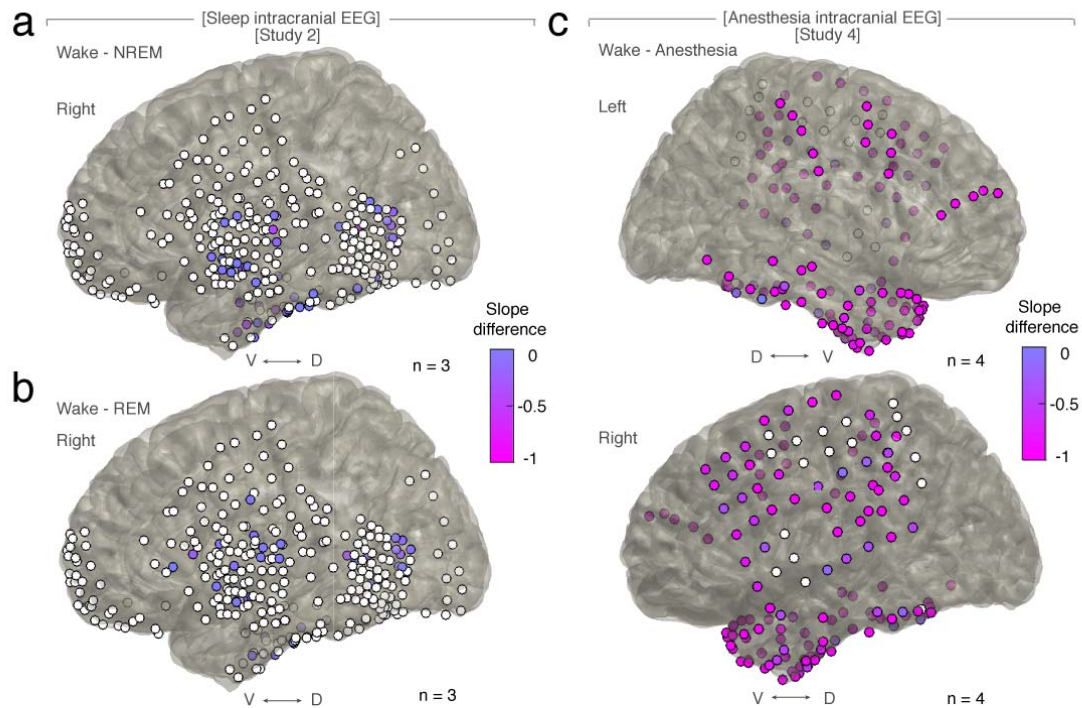 a
[Sleep intracranial EEG]
[Study 2]
Wake - NREM
Right
Slope
difference
0
-0.5
-1
V ⟷ D
n = 3
b
Wake - REM
Right
V ⟷ D
n = 3
c
[Anesthesia intracranial EEG]
[Study 4]
Wake - Anesthesia
Left
Slope
difference
0
-0.5
-1
D ⟷ V
n = 4
Right
V ⟷ D
n = 4